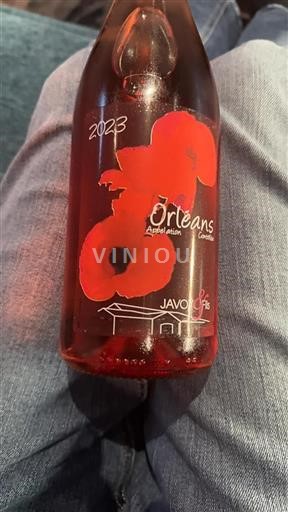 2023
Orléans
Appellation Contrôlée
VINIOU
JAVOY & Fils